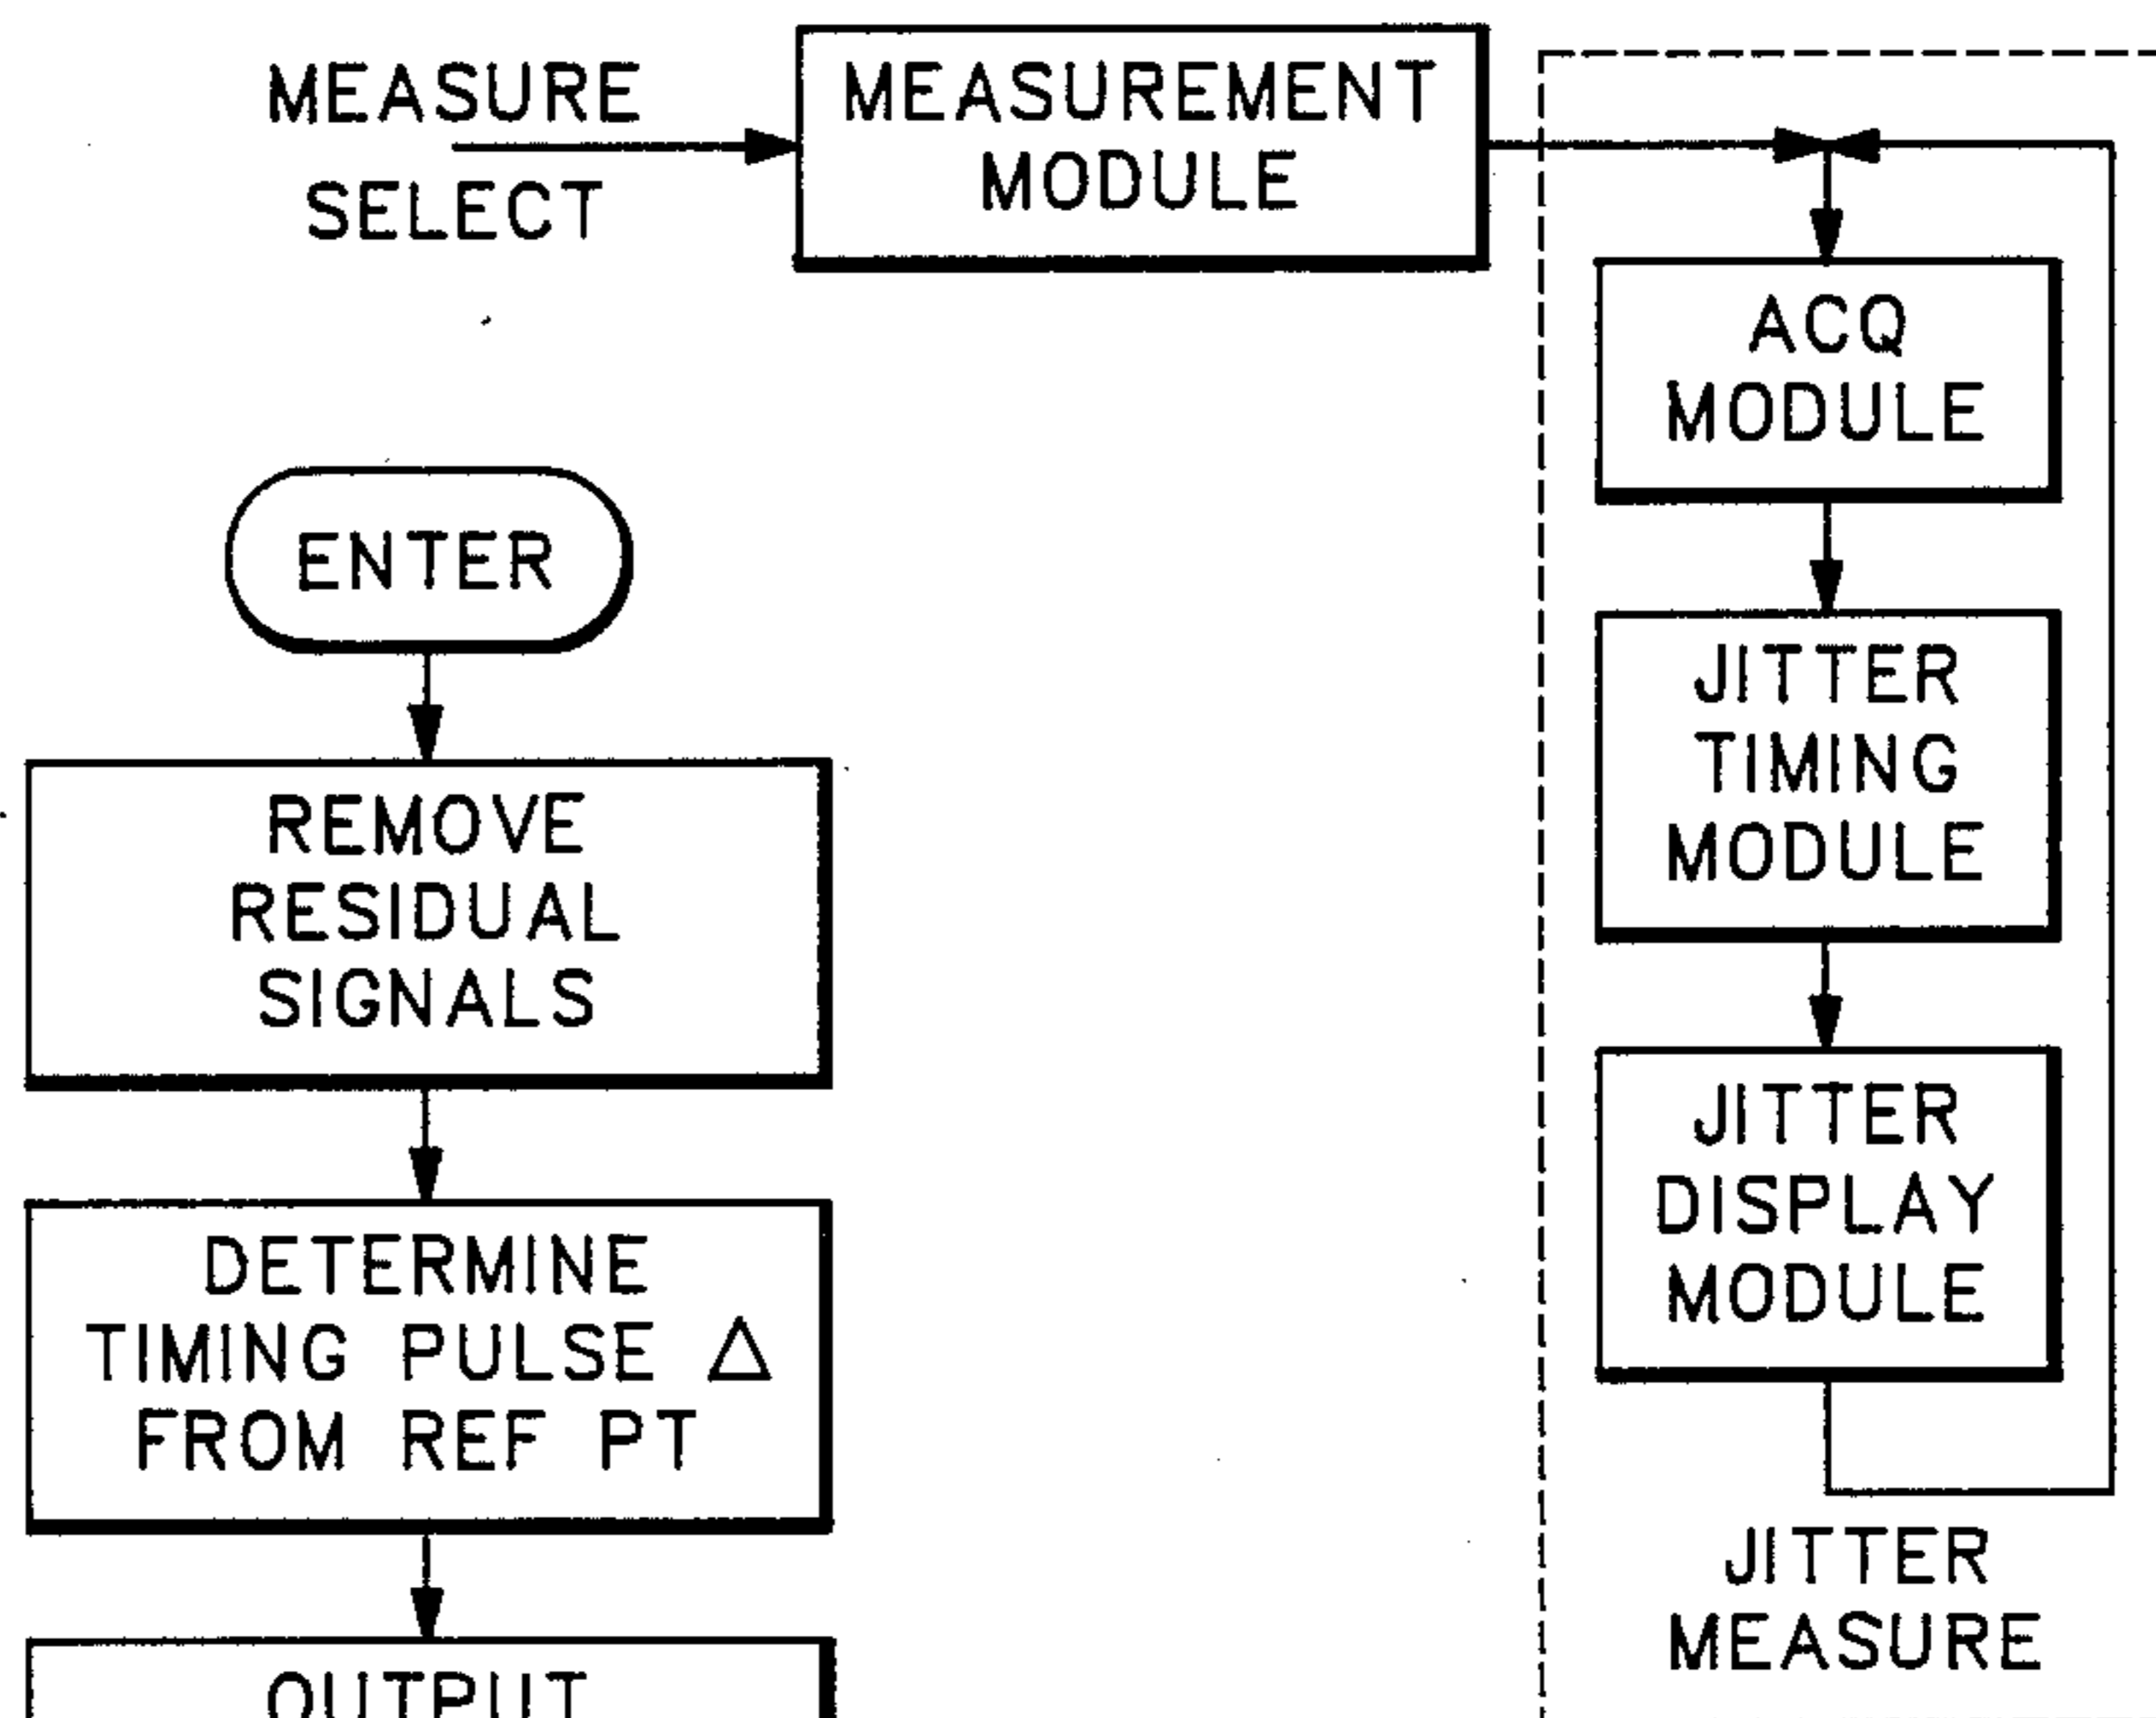 MEASURE
SELECT
MEASUREMENT
MODULE
ACQ
MODULE
JITTER
TIMING
MODULE
JITTER
DISPLAY
MODULE
JITTER
MEASURE
ENTER
REMOVE
RESIDUAL
SIGNALS
DETERMINE
TIMING PULSE △
FROM REF PT
OUTPUT